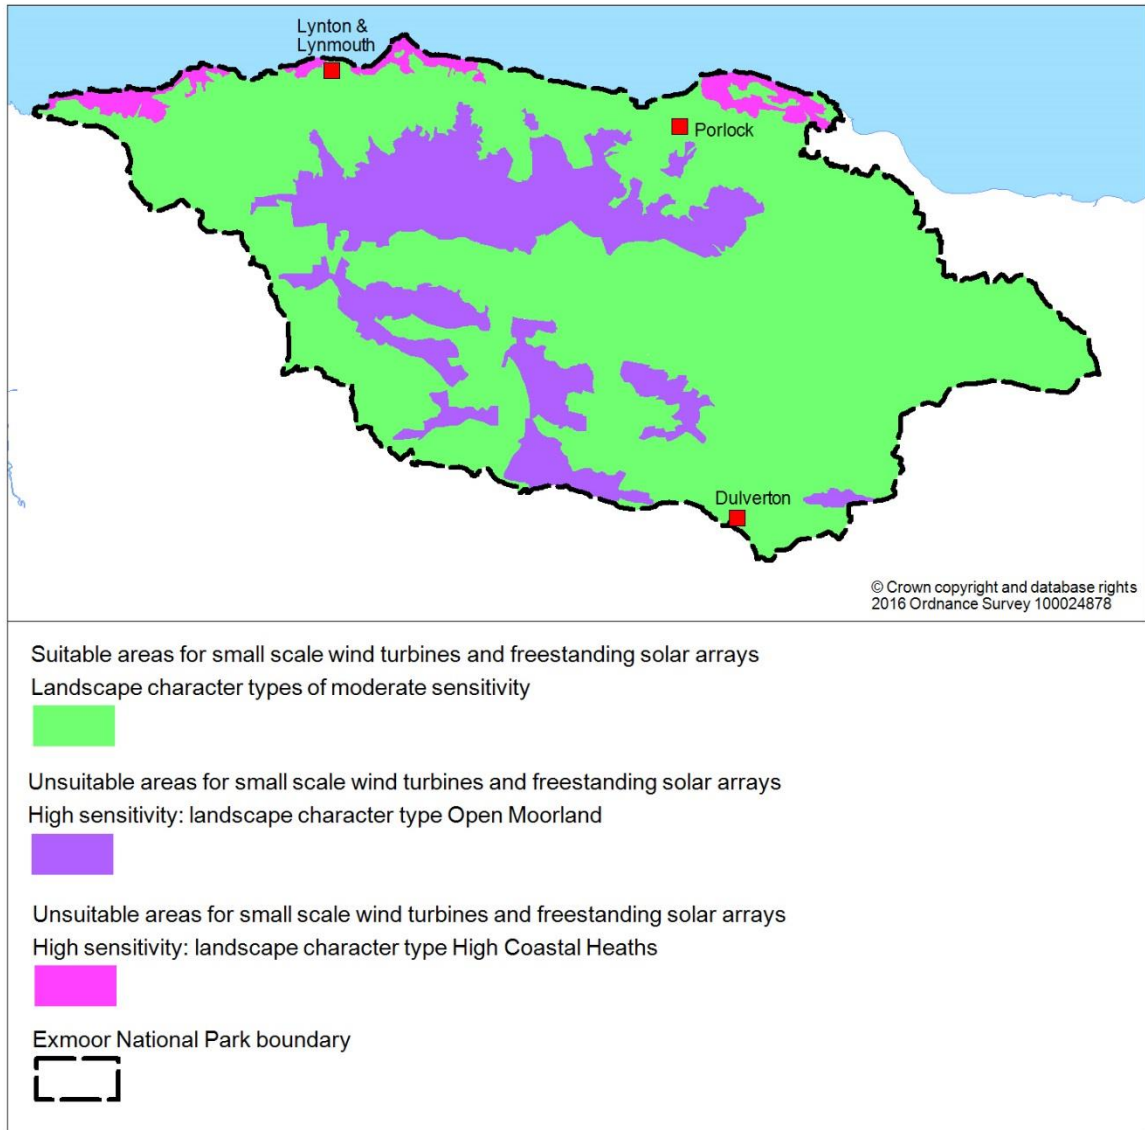 Lynton &
Lynmouth
Porlock
Dulverton
© Crown copyright and database rights
2016 Ordnance Survey 100024878
Suitable areas for small scale wind turbines and freestanding solar arrays
Landscape character types of moderate sensitivity
Unsuitable areas for small scale wind turbines and freestanding solar arrays
High sensitivity: landscape character type Open Moorland
Unsuitable areas for small scale wind turbines and freestanding solar arrays
High sensitivity: landscape character type High Coastal Heaths
Exmoor National Park boundary